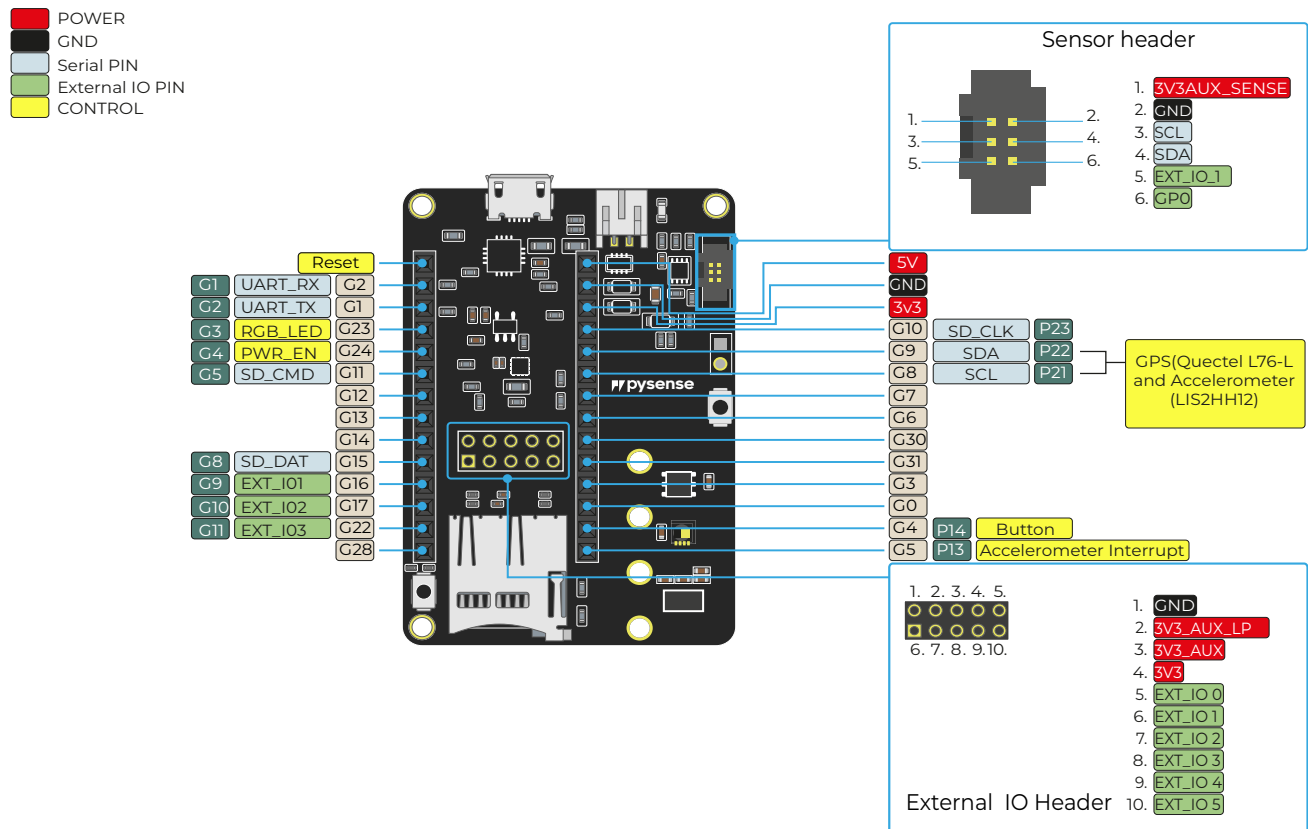 POWER
GND
Serial PIN
External IO PIN
CONTROL
Sensor header
1.
2.
3.
4.
5.
6.
1. 3V3AUX_SENSE
2. GND
3. SCL
4. SDA
5. EXT_IO_1
6. GP0
Reset
G1 UART_RX G2
G2 UART_TX G1
G3 RGB_LED G23
G4 PWR_EN G24
G5 SD_CMD G11
G12
G13
G14
G8 SD_DAT G15
G9 EXT_I01 G16
G10 EXT_I02 G17
G11 EXT_I03 G22
G28
pysense
5V
GND
3v3
G10 SD_CLK P23
G9 SDA P22
G8 SCL P21
G7
G6
G30
G31
G3
G0
G4 P14 Button
G5 P13 Accelerometer Interrupt
GPS(Quectel L76-L
and Accelerometer
(LIS2HH12)
1. 2. 3. 4. 5.
6. 7. 8. 9.10.
1. GND
2. 3V3_AUX_LP
3. 3V3_AUX
4. 3V3
5. EXT_IO 0
6. EXT_IO 1
7. EXT_IO 2
8. EXT_IO 3
9. EXT_IO 4
10. EXT_IO 5
External IO Header